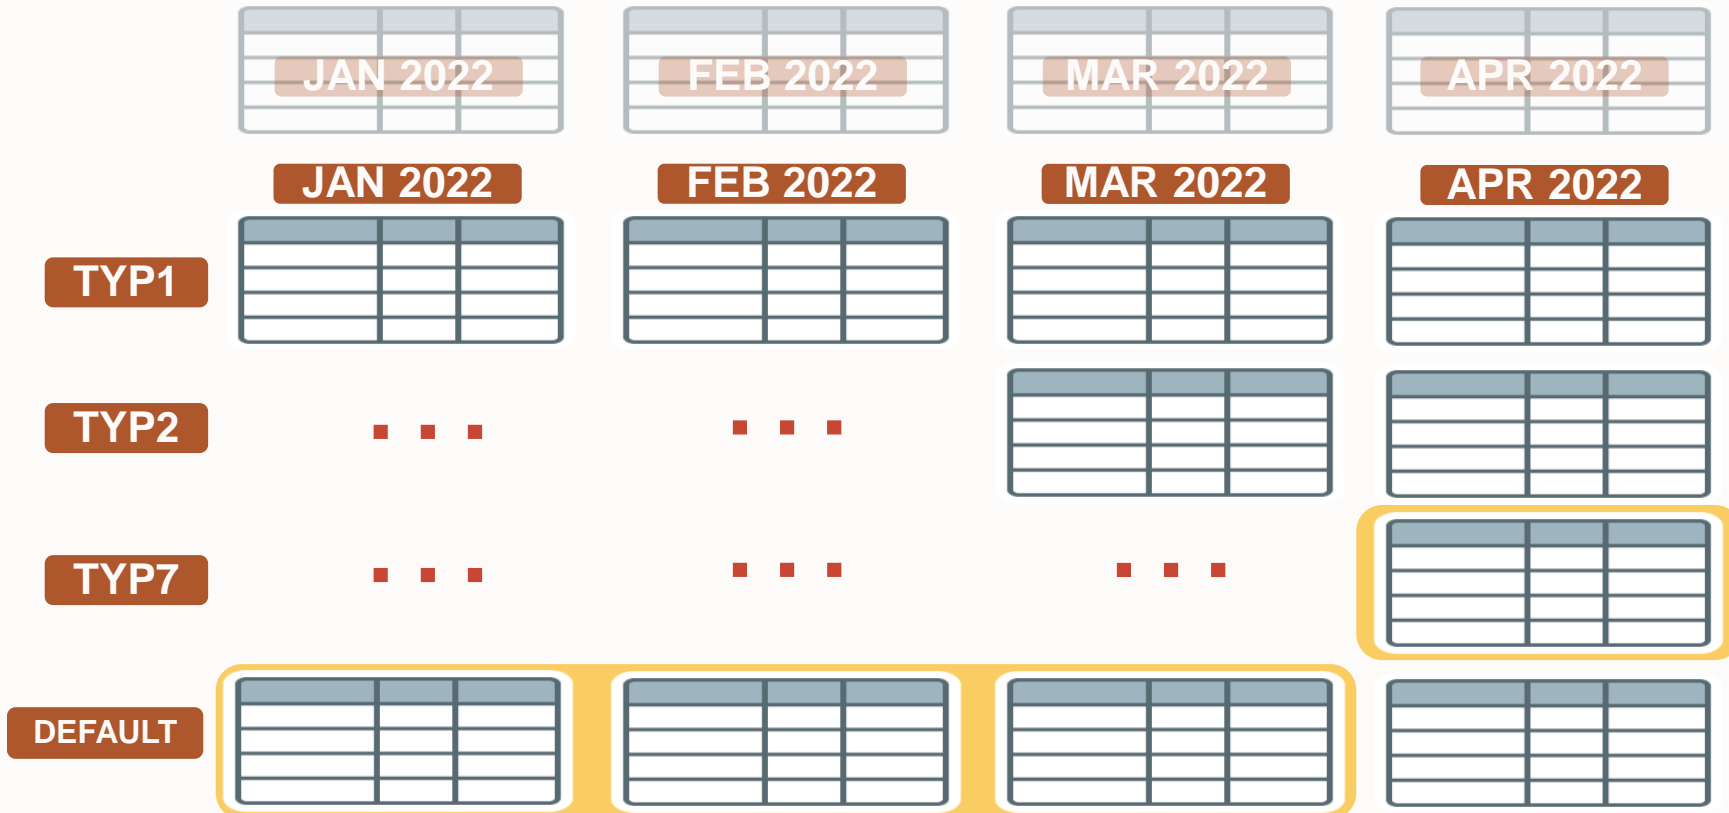 JAN 2022 FEB 2022 MAR 2022 APR 2022
JAN 2022 FEB 2022 MAR 2022 APR 2022
TYP1
TYP2
TYP7
DEFAULT